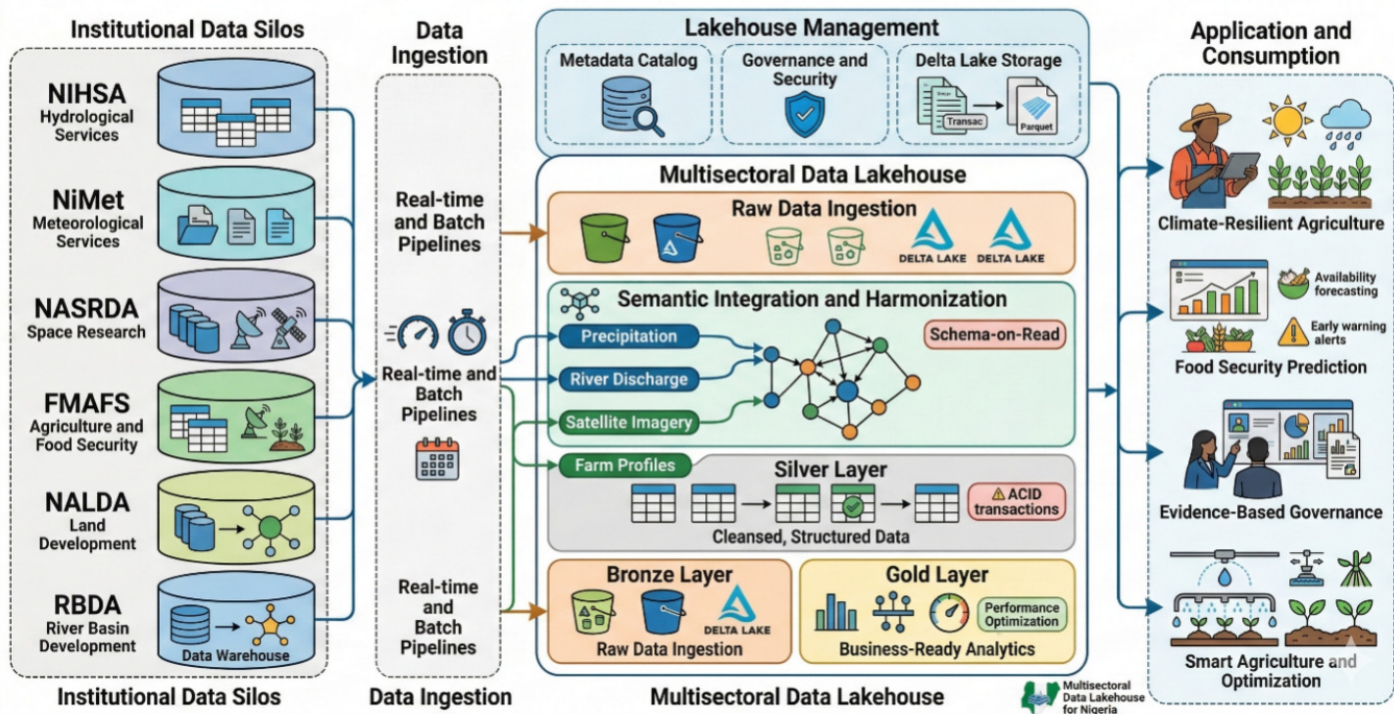 Institutional Data Silos
NIHSA
Hydrological
Services
NiMet
Meteorological
Services
NASRDA
Space Research
FMAFS
Agriculture and
Food Security
NALDA
Land
Development
RBDA
River Basin
Development
Data Warehouse
Institutional Data Silos
Data
Ingestion
Real-time
and Batch
Pipelines
Real-time and
Batch
Pipelines
Real-time
and
Batch
Pipelines
Data Ingestion
Lakehouse Management
Metadata Catalog
Governance and
Security
Delta Lake Storage
Transac
Parquet
Multisectoral Data Lakehouse
Raw Data Ingestion
DELTA LAKE
DELTA LAKE
Semantic Integration and Harmonization
Schema-on-Read
Precipitation
River Discharge
Satellite Imagery
Farm Profiles
Silver Layer
ACID
transactions
Cleansed, Structured Data
Bronze Layer
DELTA LAKE
Raw Data Ingestion
Gold Layer
Performance
Optimization
Business-Ready Analytics
Multisectoral Data Lakehouse
Multisectoral
Data Lakehouse
for Nigeria
Application and
Consumption
Climate-Resilient Agriculture
Availability
forecasting
Early warning
alerts
Food Security Prediction
Evidence-Based Governance
Smart Agriculture and
Optimization